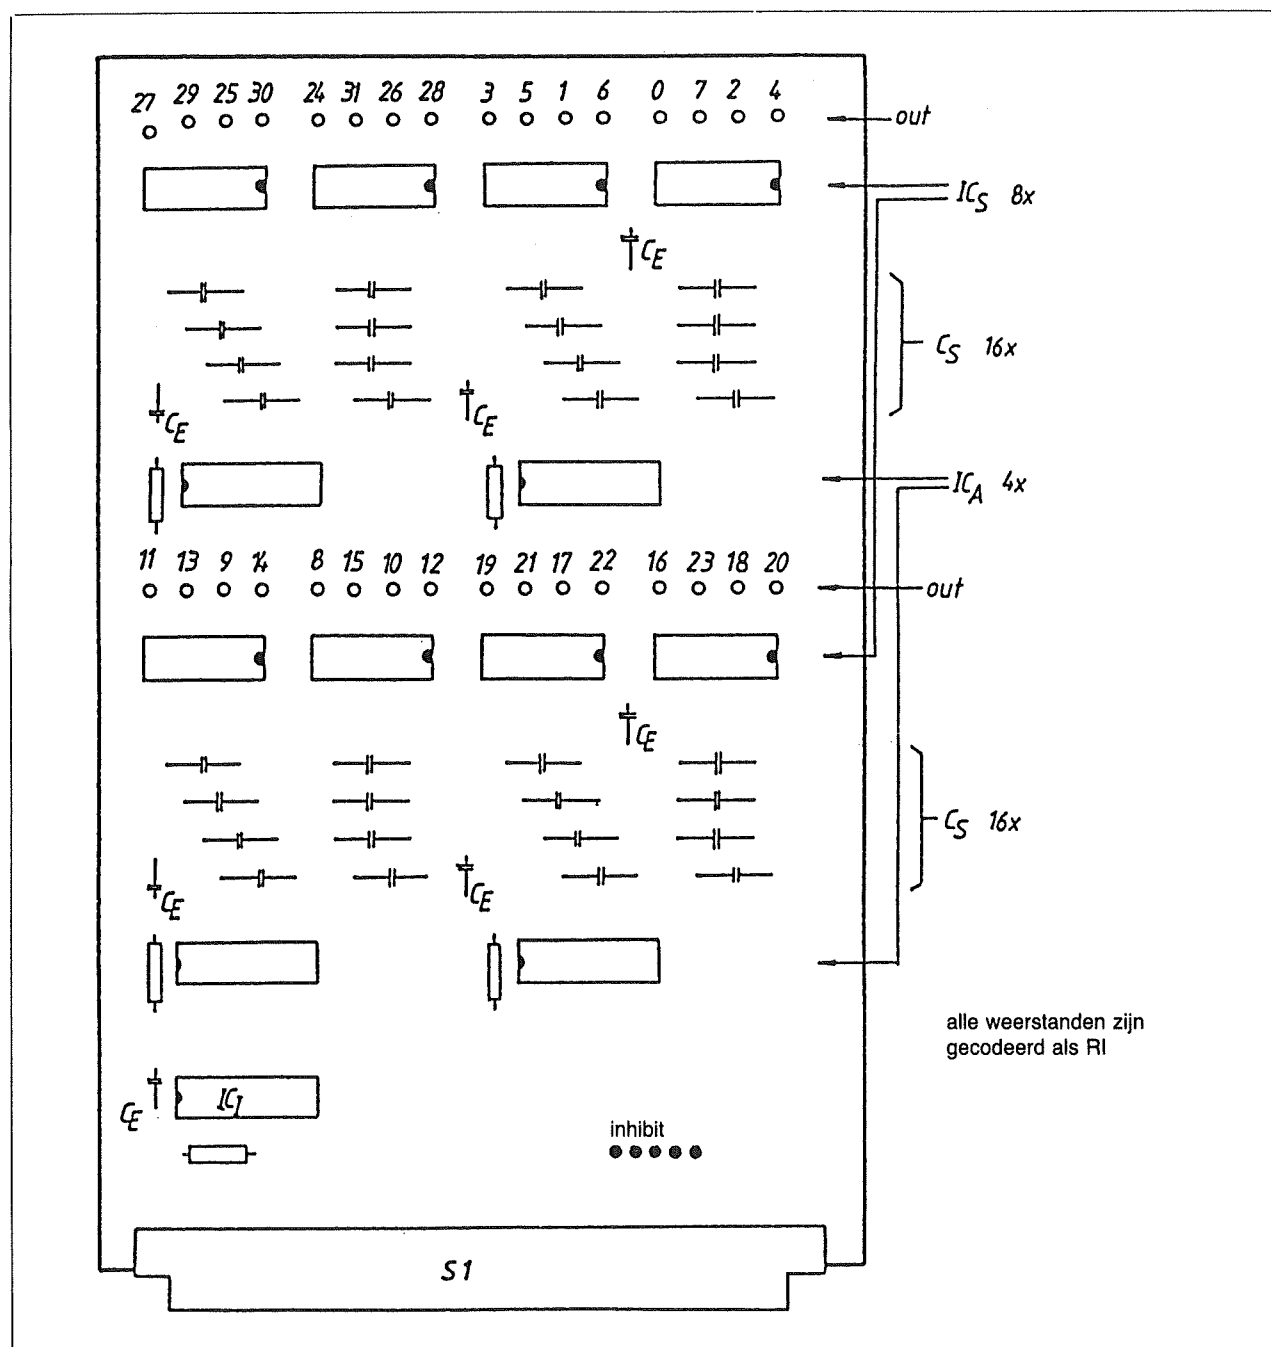 27 29 25 30 24 31 26 28 3 5 1 6 0 7 2 4 out
ICS 8x
CE
CS 16x
CE CE
ICA 4x
11 13 9 14 8 15 10 12 19 21 17 22 16 23 18 20
out
CE
CS 16x
CE CE
alle weerstanden zijn
gecodeerd als RI
CE ICI
inhibit
S1